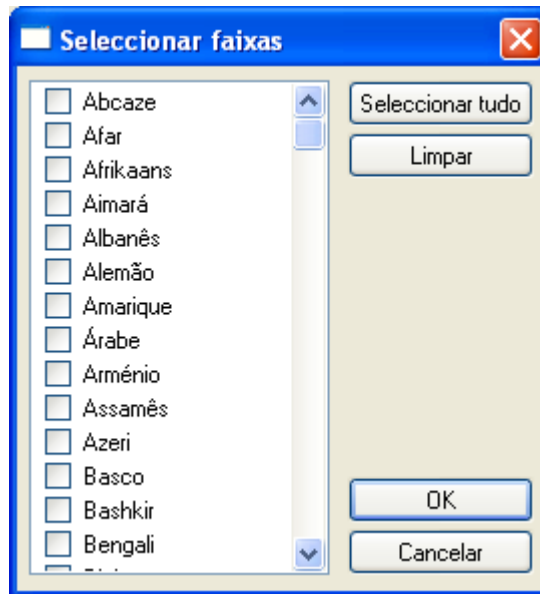 Seleccionar faixas
Abcaze
Afar
Afrikaans
Aimará
Albanês
Alemão
Amarique
Árabe
Arménio
Assamês
Azeri
Basco
Bashkir
Bengali
Seleccionar tudo
Limpar
OK
Cancelar